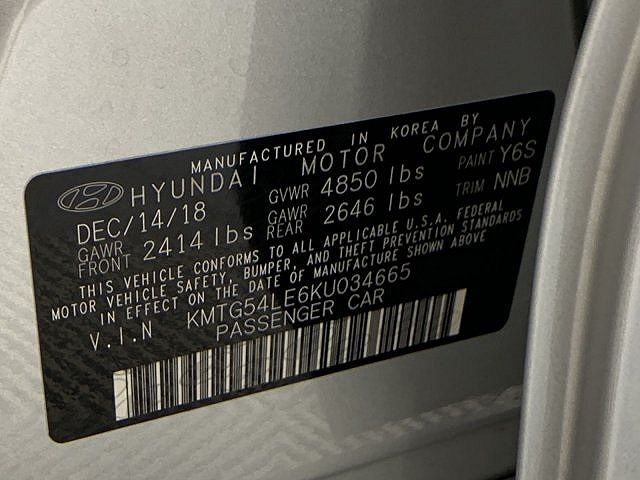 MANUFACTURED IN KOREA BY
HYUNDAI MOTOR COMPANY
DEC/14/18 GVWR 4850 lbs PAINT Y6S
GAWR FRONT 2414 lbs GAWR REAR 2646 lbs TRIM NNB
THIS VEHICLE CONFORMS TO ALL APPLICABLE U.S.A. FEDERAL
MOTOR VEHICLE SAFETY, BUMPER, AND THEFT PREVENTION STANDARDS
IN EFFECT ON THE DATE OF MANUFACTURE SHOWN ABOVE
V.I.N KMTG54LE6KU034665
PASSENGER CAR